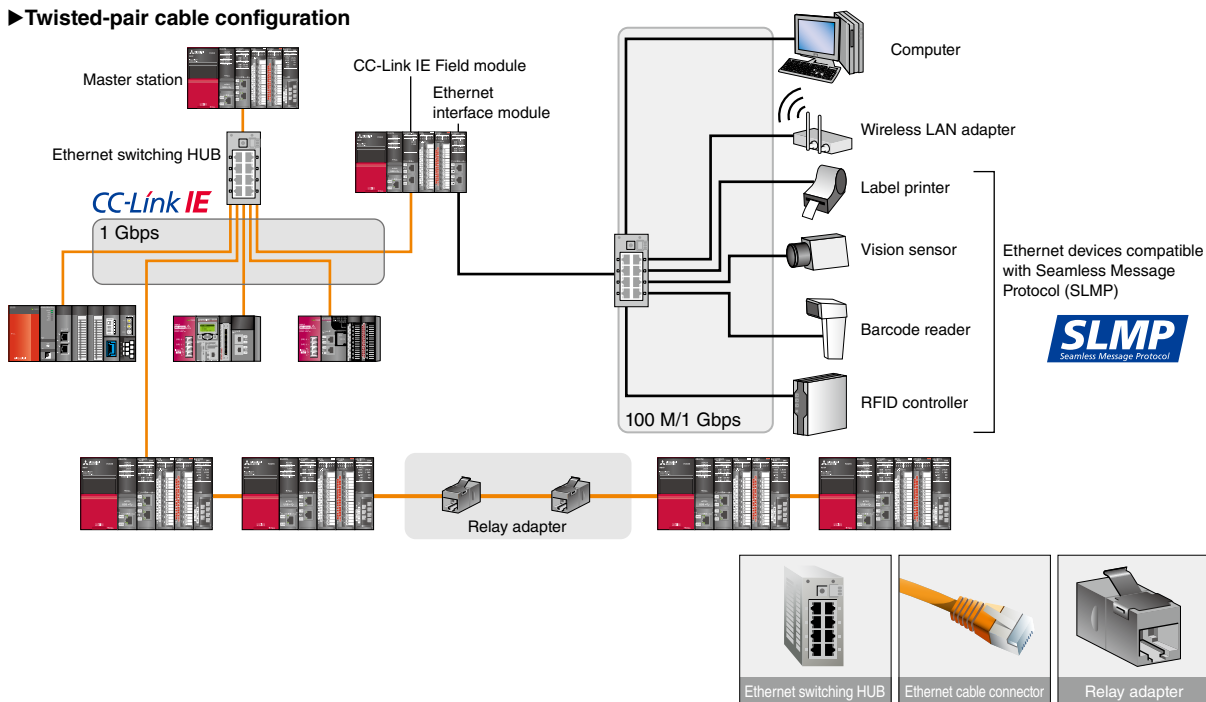 ▶Twisted-pair cable configuration
Master station
CC-Link IE Field module
Ethernet
interface module
Ethernet switching HUB
CC-Link IE
1 Gbps
Computer
Wireless LAN adapter
Label printer
Vision sensor
Barcode reader
RFID controller
100 M/1 Gbps
Ethernet devices compatible
with Seamless Message
Protocol (SLMP)
SLMP
Seamless Message Protocol
Relay adapter
Ethernet switching HUB
Ethernet cable connector
Relay adapter